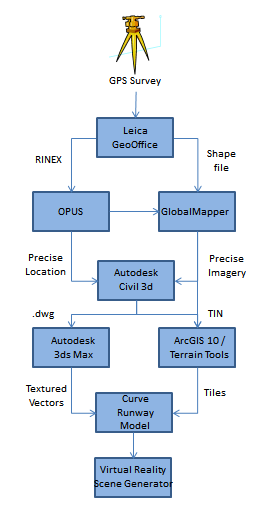 GPS Survey
Leica
GeoOffice
RINEX
Shape
file
OPUS
GlobalMapper
Precise
Location
Precise
Imagery
Autodesk
Civil 3d
.dwg
TIN
Autodesk
3ds Max
ArcGIS 10 /
Terrain Tools
Textured
Vectors
Tiles
Curve
Runway
Model
Virtual Reality
Scene Generator